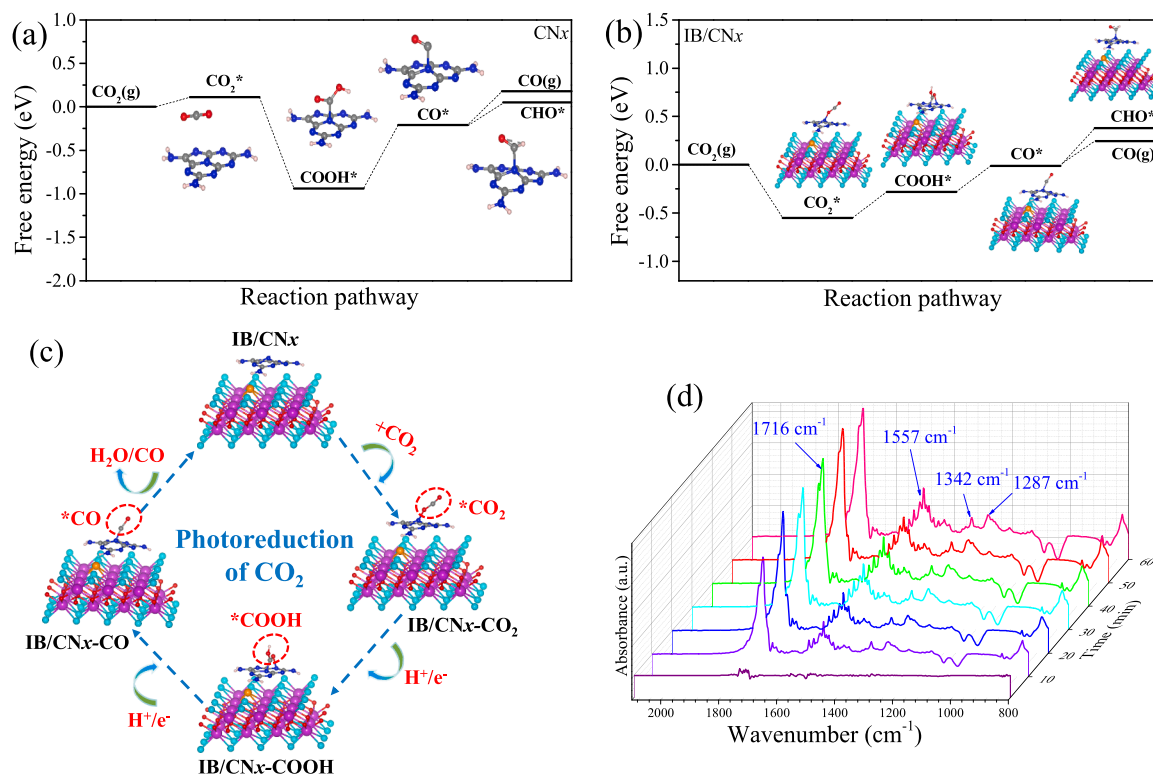 (a)
CNx
1.0
0.5
0.0
-0.5
-1.0
-1.5
-2.0
Free energy (eV)
CO2(g)
CO2*
COOH*
CO*
CO(g)
CHO*
Reaction pathway
(b)
IB/CNx
1.5
1.0
0.5
0.0
-0.5
-1.0
Free energy (eV)
CO2(g)
CO2*
COOH*
CO*
CHO*
CO(g)
Reaction pathway
(c)
IB/CNx
+CO2
H2O/CO
*CO
*CO2
Photoreduction
of CO2
*COOH
IB/CNx-CO
IB/CNx-CO2
H+/e-
H+/e-
IB/CNx-COOH
(d)
1716 cm-1
1557 cm-1
1342 cm-1
1287 cm-1
Absorbance (a.u.)
60
50
40
30
20
10
Time (min)
2000 1800 1600 1400 1200 1000 800
Wavenumber (cm-1)